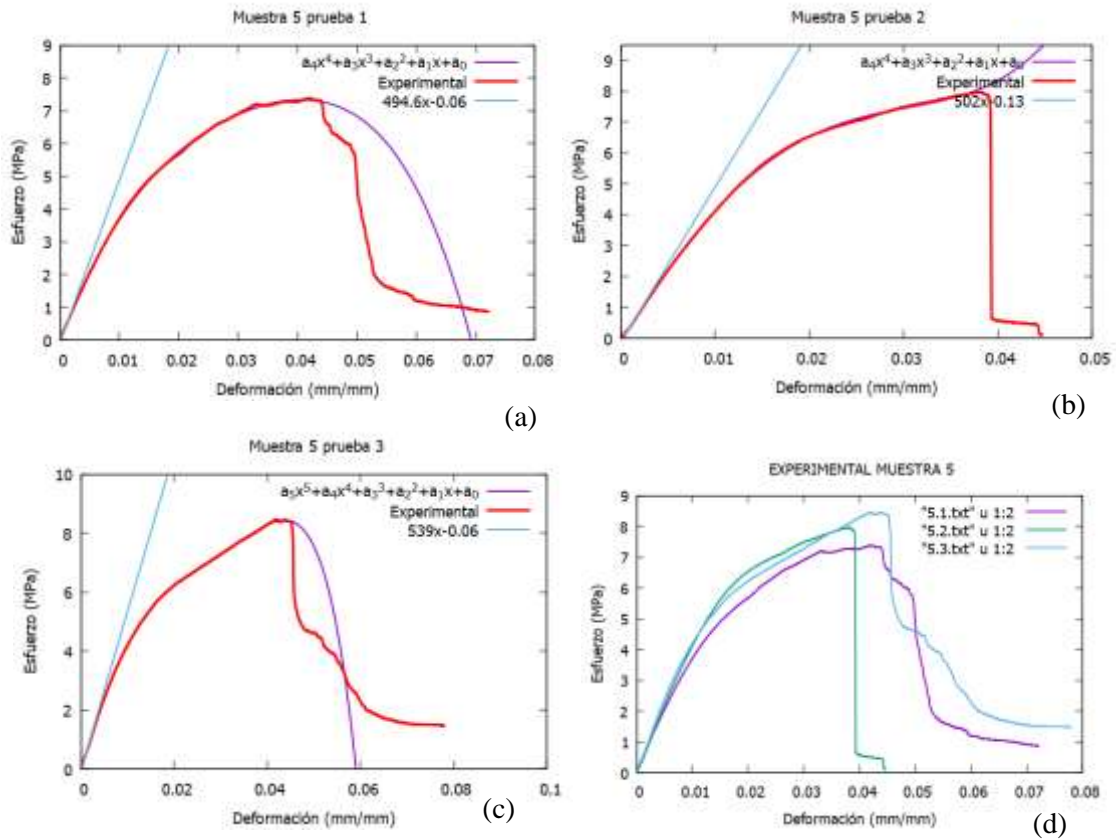 Muestra 5 prueba 1
9
8
7
6
5
4
3
2
1
0
Esfuerzo (MPa)
a₄x⁴+a₃x³+a₂²+a₁x+a₀
Experimental
494.6x-0.06
0 0.01 0.02 0.03 0.04 0.05 0.06 0.07 0.08
Deformación (mm/mm)
(a)
Muestra 5 prueba 2
9
8
7
6
5
4
3
2
1
0
Esfuerzo (MPa)
a₄x⁴+a₃x³+a₂²+a₁x+a₀
Experimental
502x-0.13
0 0.01 0.02 0.03 0.04 0.05
Deformación (mm/mm)
(b)
Muestra 5 prueba 3
10
8
6
4
2
0
Esfuerzo (MPa)
a₅x⁵+a₄x⁴+a₃³+a₂²+a₁x+a₀
Experimental
539x-0.06
0 0.02 0.04 0.06 0.08 0.1
Deformación (mm/mm)
(c)
EXPERIMENTAL MUESTRA 5
9
8
7
6
5
4
3
2
1
0
Esfuerzo (MPa)
"5.1.txt" u 1:2
"5.2.txt" u 1:2
"5.3.txt" u 1:2
0 0.01 0.02 0.03 0.04 0.05 0.06 0.07 0.08
Deformación (mm/mm)
(d)